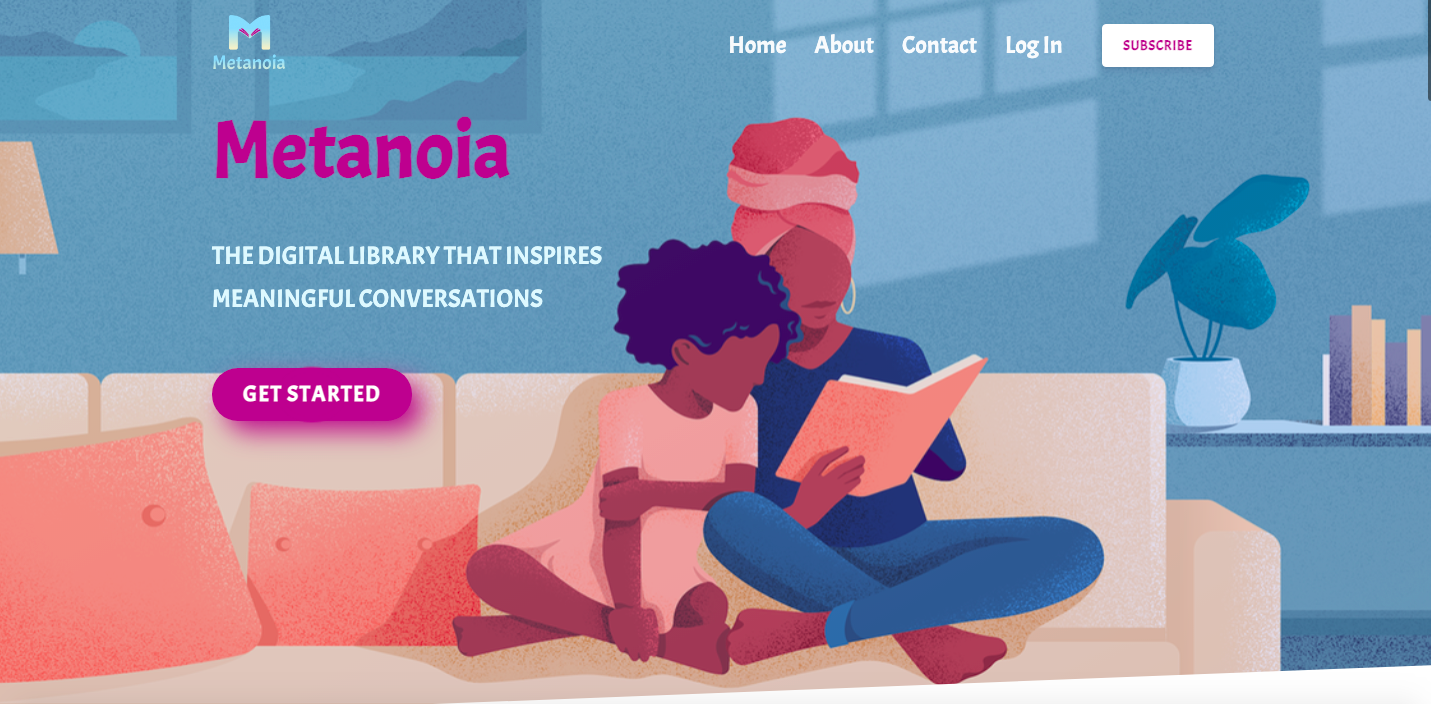 Metanoia
Home About Contact Log In SUBSCRIBE
Metanoia
THE DIGITAL LIBRARY THAT INSPIRES
MEANINGFUL CONVERSATIONS
GET STARTED